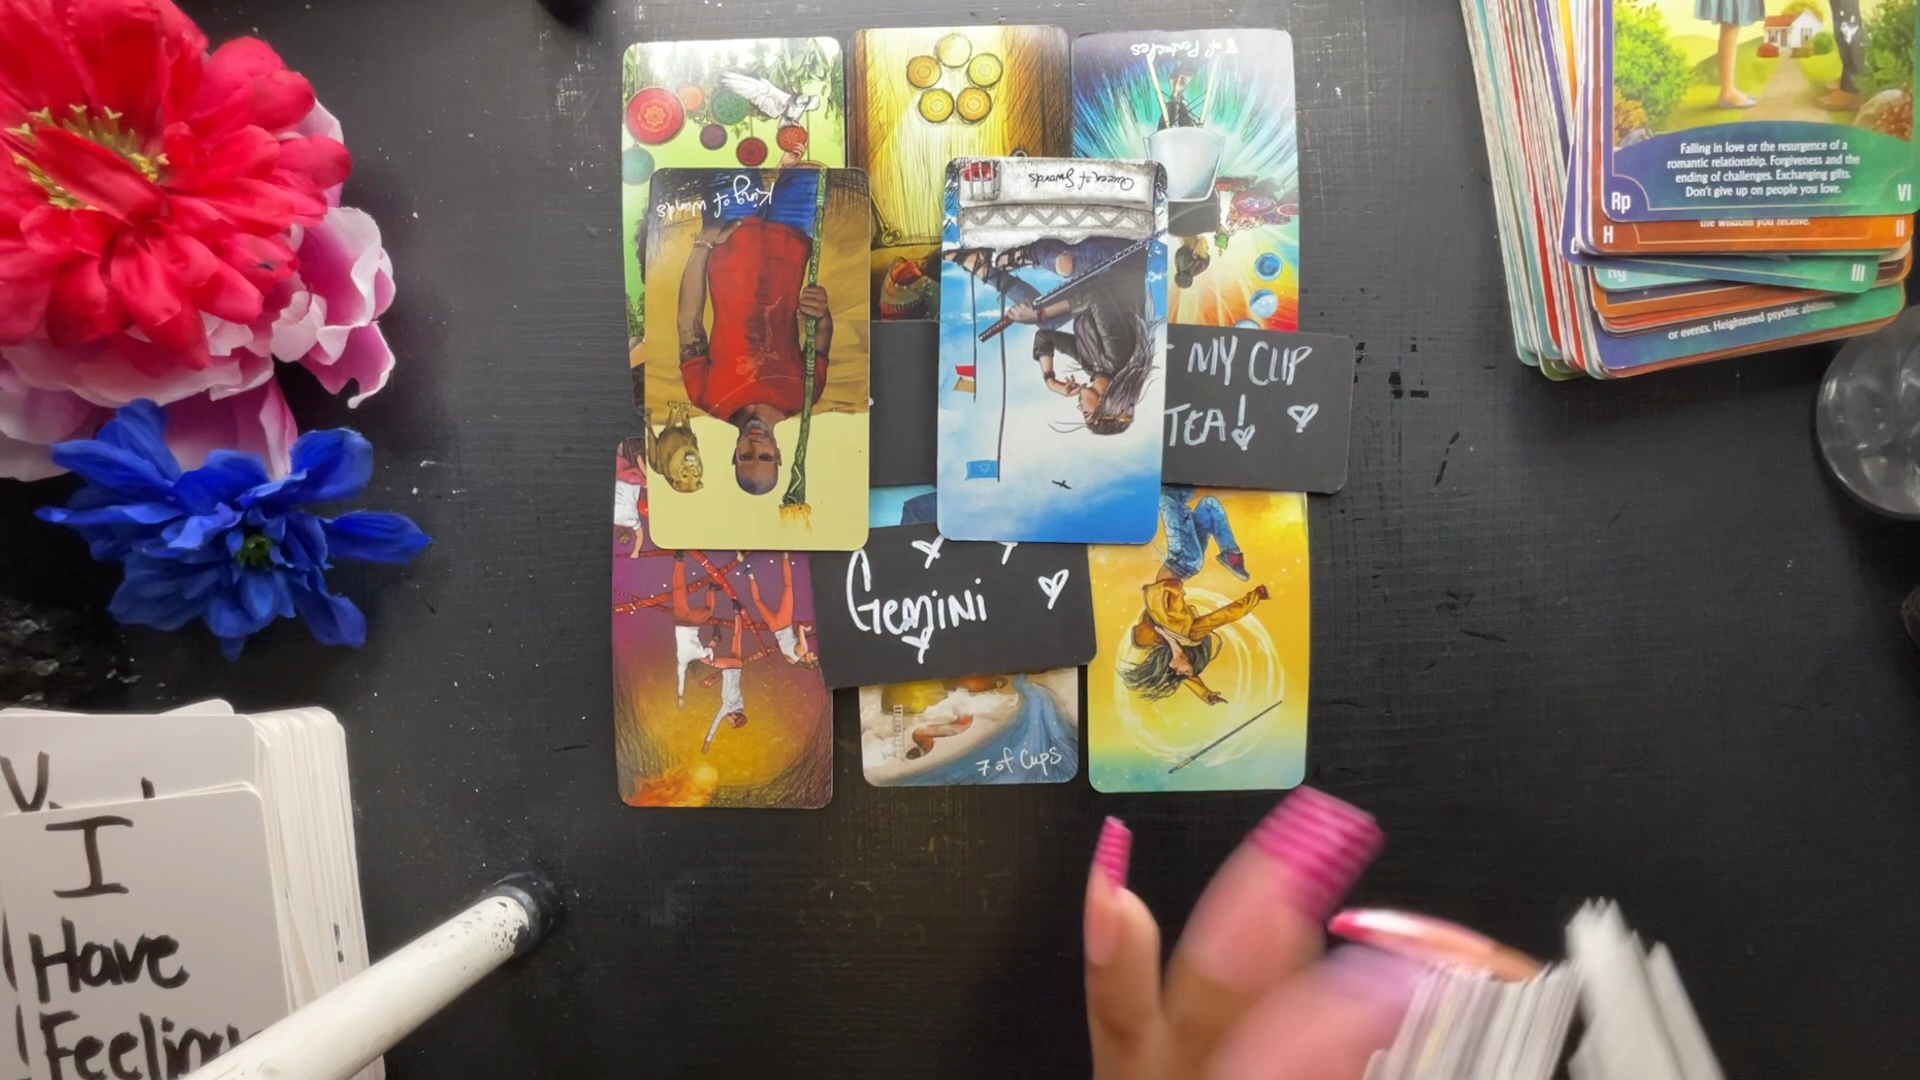 8 of Pentacles
King of Wands
Queen of Swords
MY CUP
TEA!
Gemini
7 of Cups
Falling in love or the resurgence of a
romantic relationship. Forgiveness and the
ending of challenges. Exchanging gifts.
Don't give up on people you love.
Rp
VI
the wisdom you receive.
H
II
Rg
III
or events. Heightened psychic
I
Have
Feelin